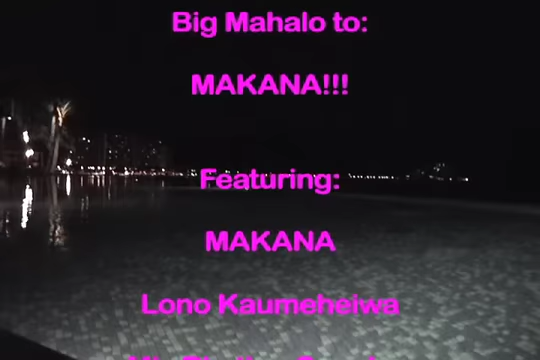 Big Mahalo to:
MAKANA!!!
Featuring:
MAKANA
Lono Kaumeheiwa